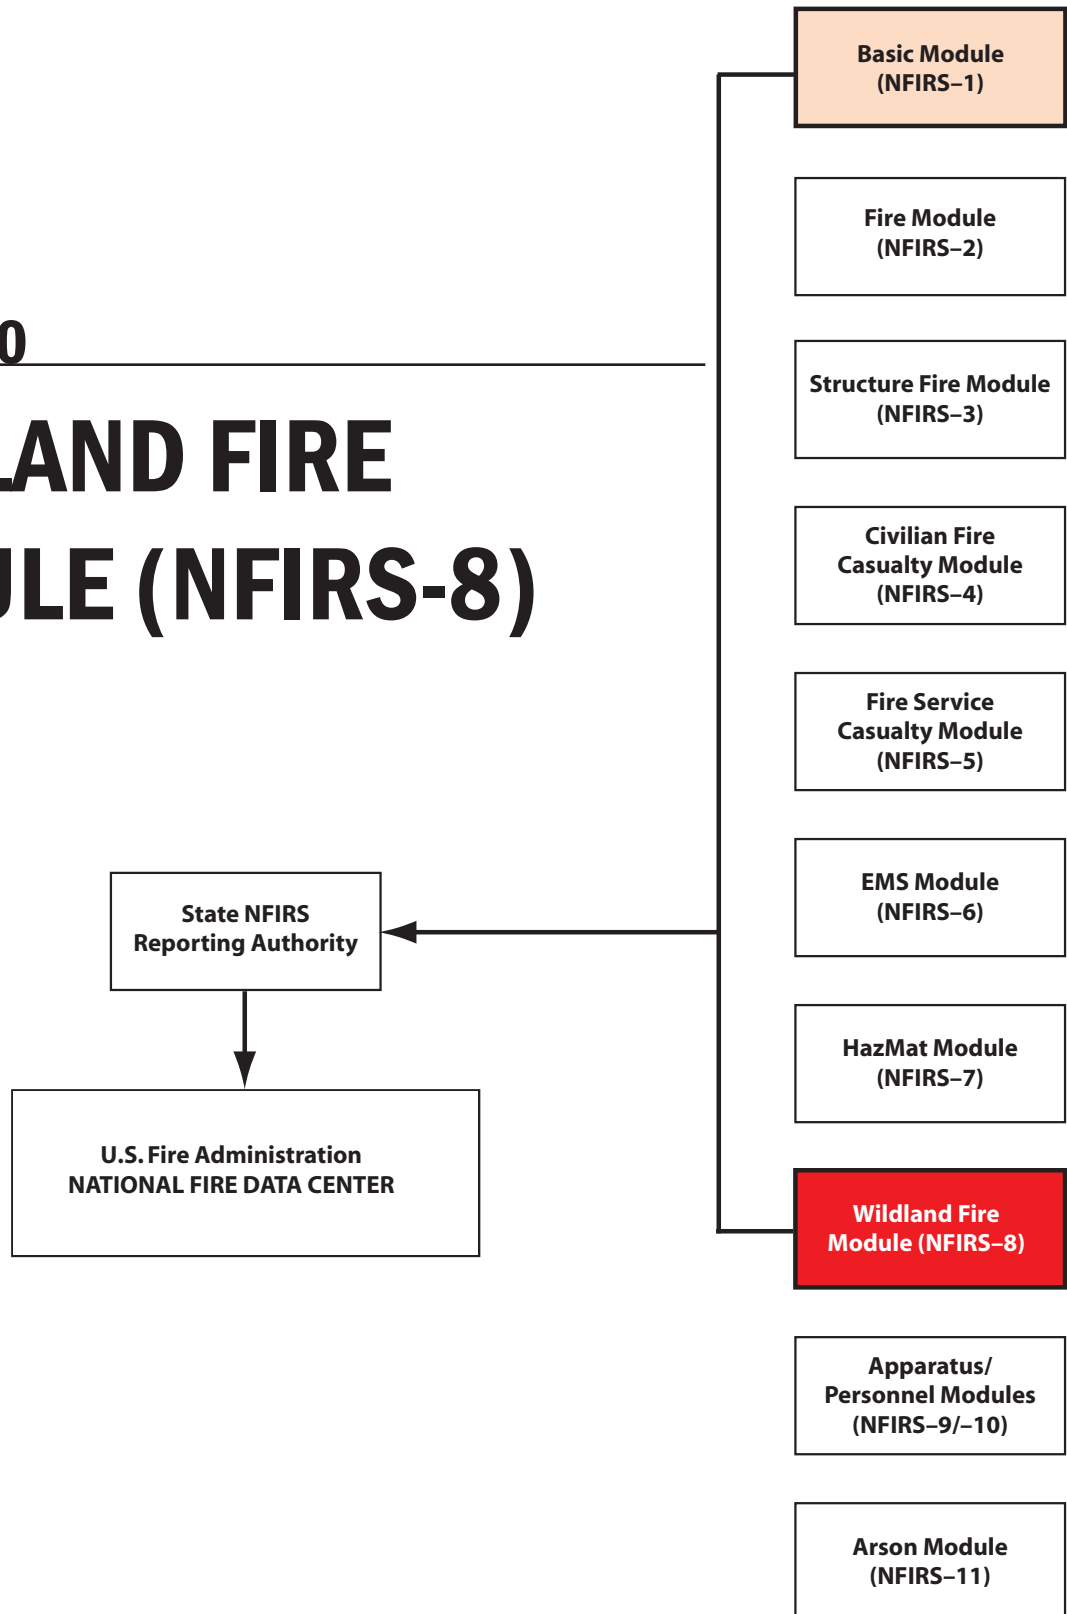 0
LAND FIRE
ULE (NFIRS-8)
Basic Module
(NFIRS–1)
Fire Module
(NFIRS–2)
Structure Fire Module
(NFIRS–3)
Civilian Fire
Casualty Module
(NFIRS–4)
Fire Service
Casualty Module
(NFIRS–5)
EMS Module
(NFIRS–6)
HazMat Module
(NFIRS–7)
Wildland Fire
Module (NFIRS–8)
Apparatus/
Personnel Modules
(NFIRS–9/–10)
Arson Module
(NFIRS–11)
State NFIRS
Reporting Authority
U.S. Fire Administration
NATIONAL FIRE DATA CENTER